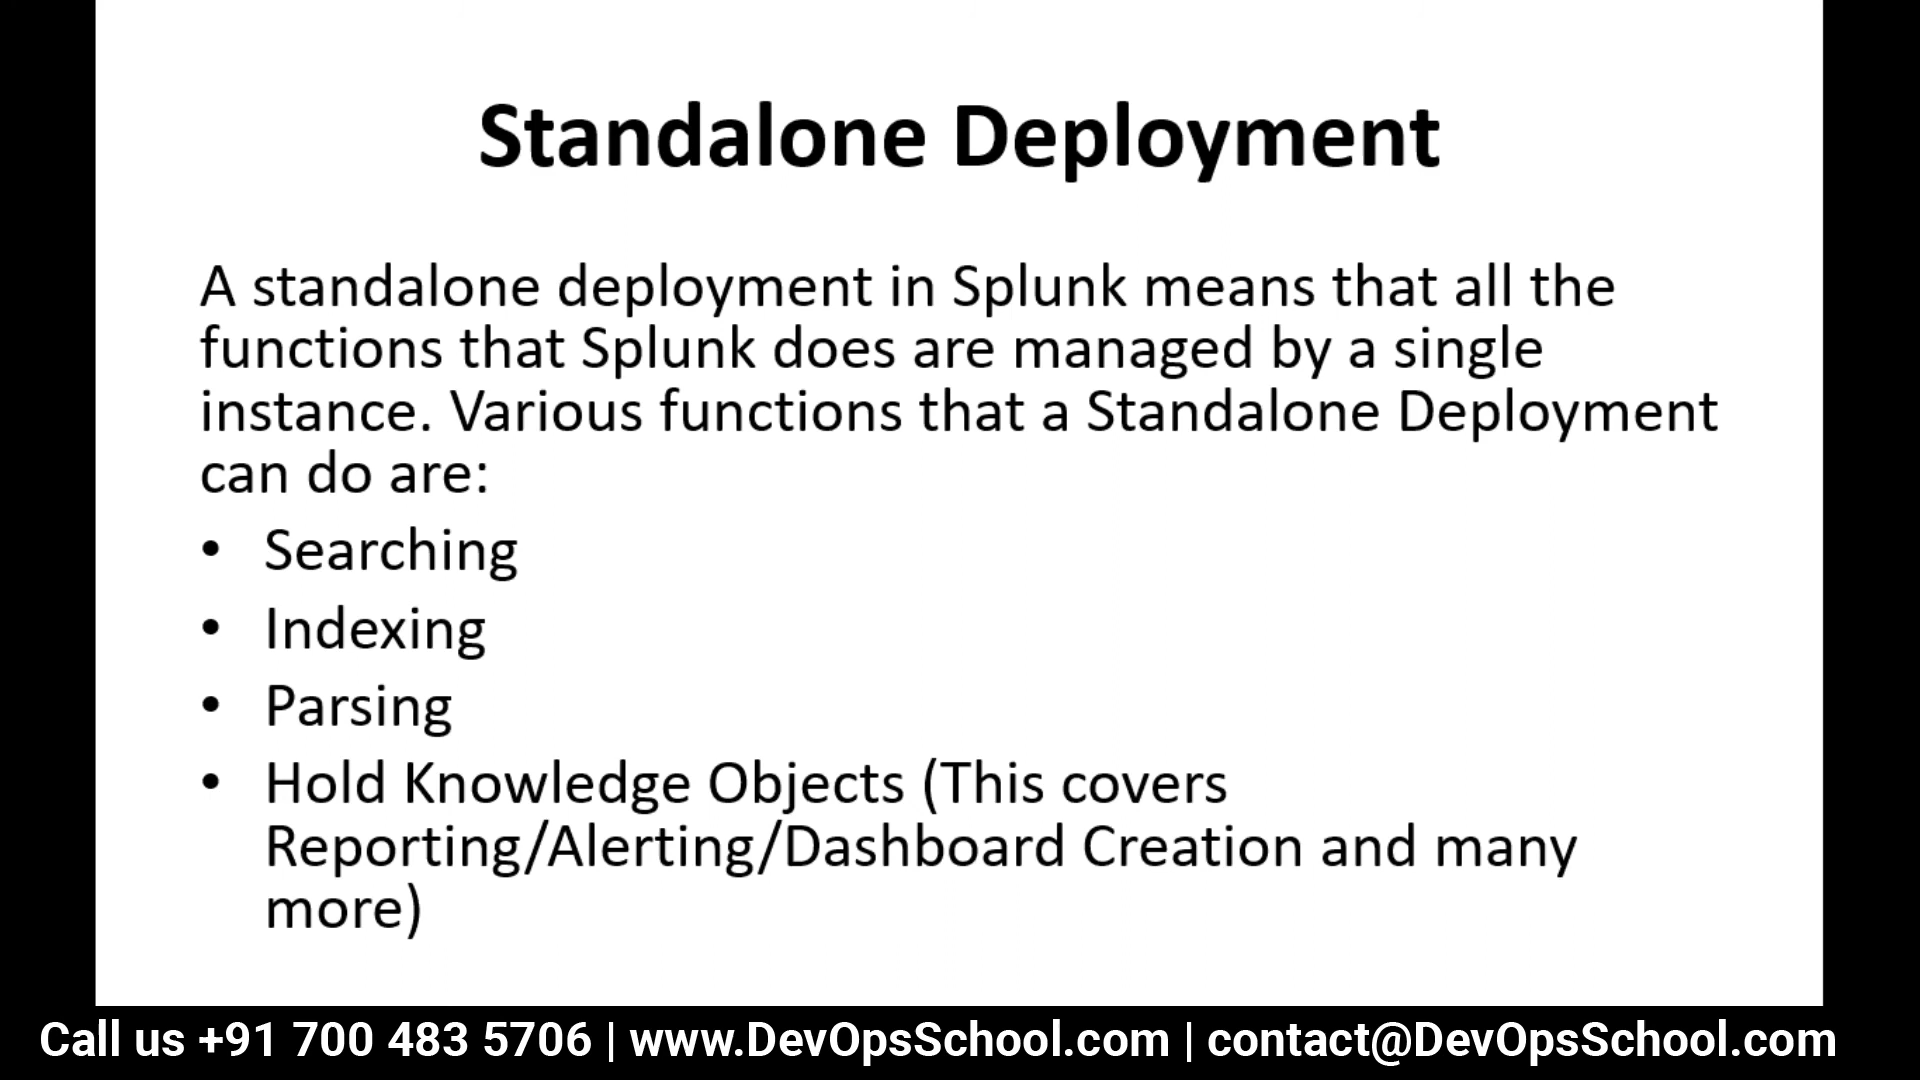 Standalone Deployment
A standalone deployment in Splunk means that all the
functions that Splunk does are managed by a single
instance. Various functions that a Standalone Deployment
can do are:
• Searching
• Indexing
• Parsing
• Hold Knowledge Objects (This covers
Reporting/Alerting/Dashboard Creation and many
more)
Call us +91 700 483 5706 | www.DevOpsSchool.com | contact@DevOpsSchool.com